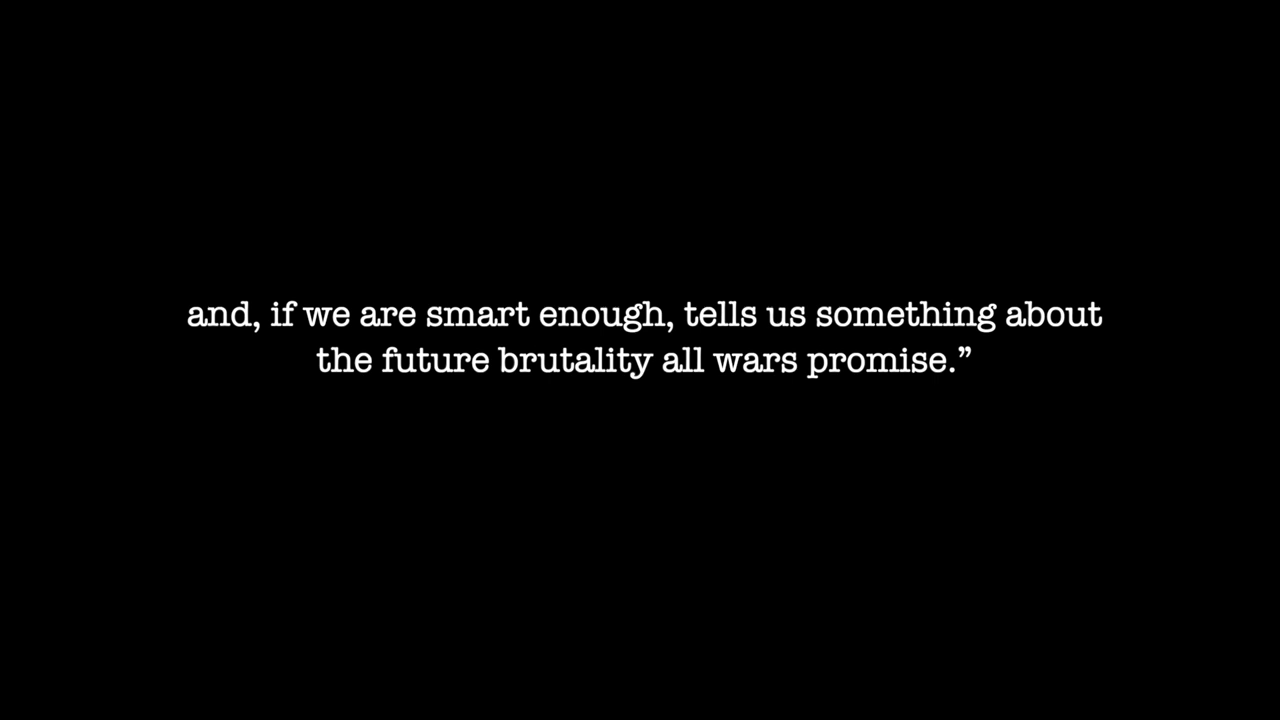 and, if we are smart enough, tells us something about
the future brutality all wars promise.”